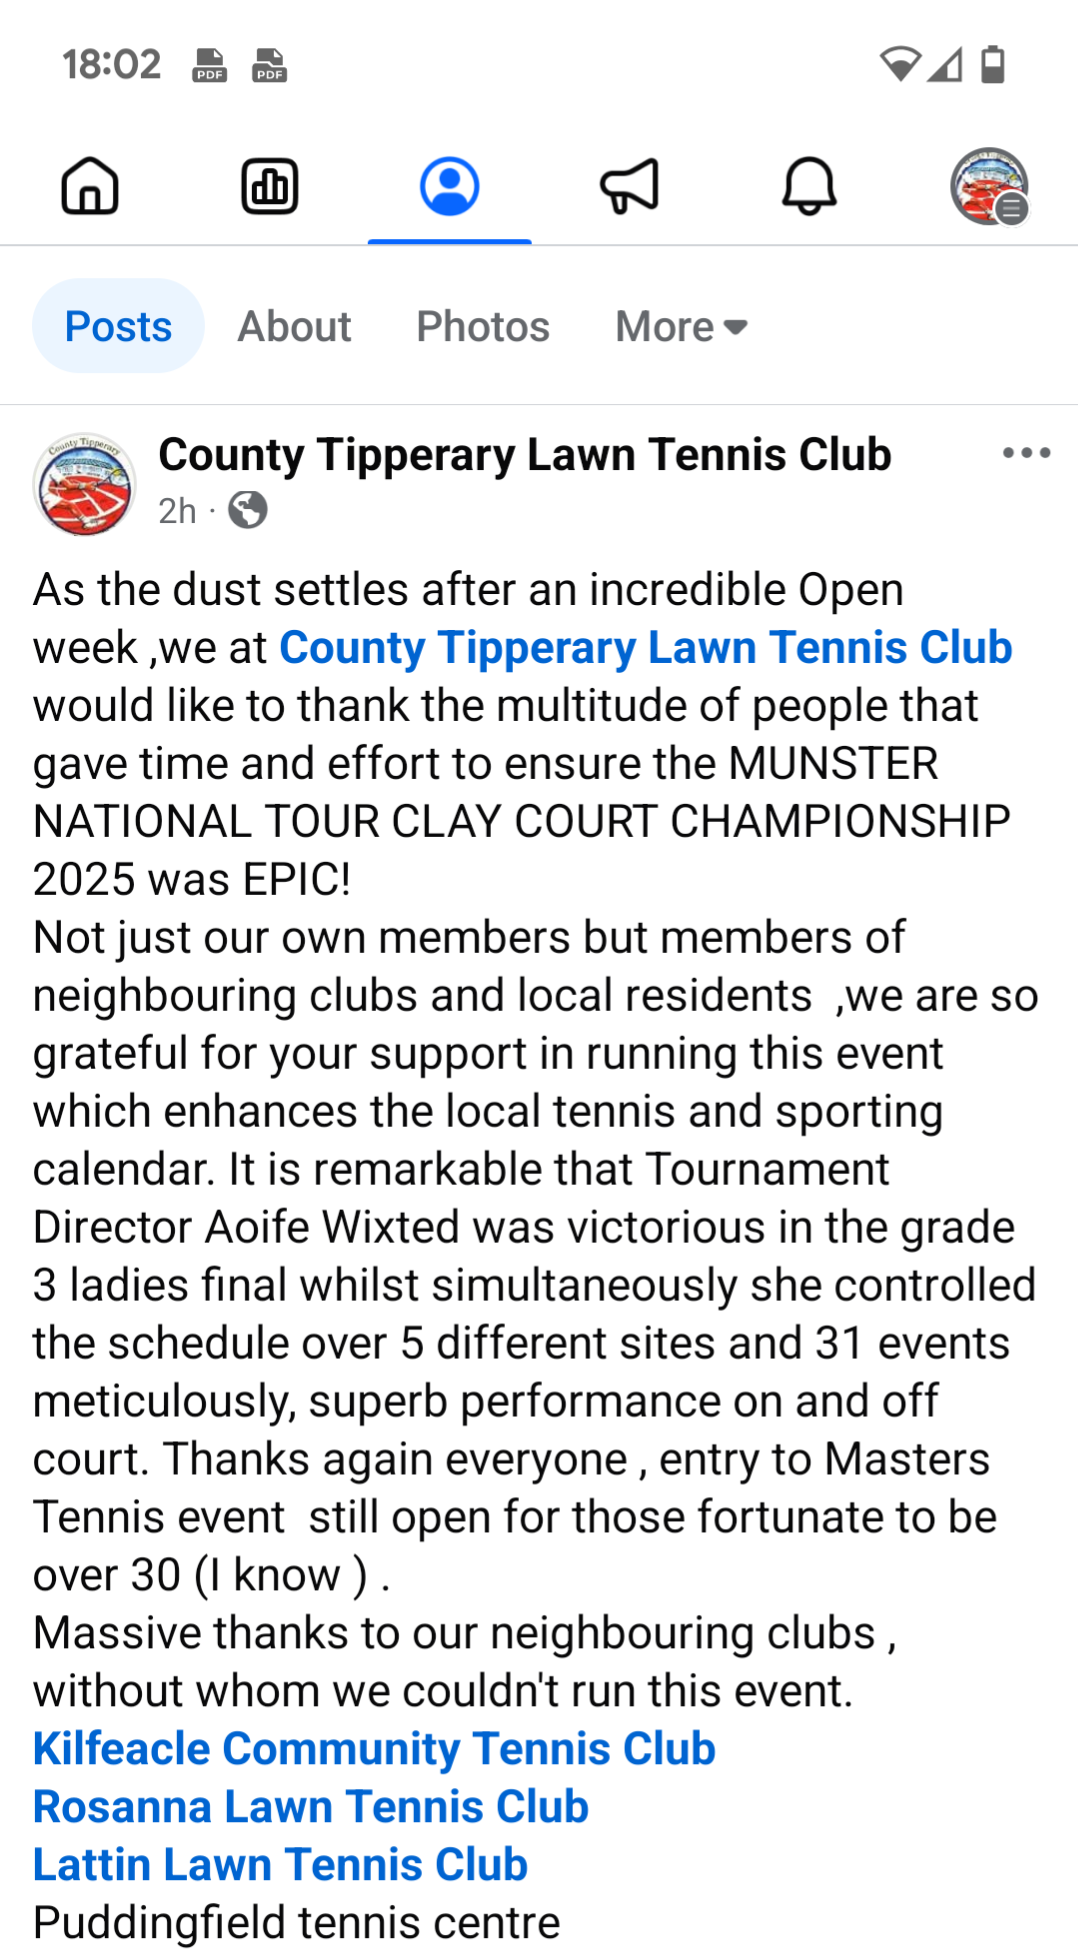 18:02 PDF PDF
Posts About Photos More
County Tipperary
County Tipperary Lawn Tennis Club
2h ·
As the dust settles after an incredible Open
week ,we at County Tipperary Lawn Tennis Club
would like to thank the multitude of people that
gave time and effort to ensure the MUNSTER
NATIONAL TOUR CLAY COURT CHAMPIONSHIP
2025 was EPIC!
Not just our own members but members of
neighbouring clubs and local residents  ,we are so
grateful for your support in running this event
which enhances the local tennis and sporting
calendar. It is remarkable that Tournament
Director Aoife Wixted was victorious in the grade
3 ladies final whilst simultaneously she controlled
the schedule over 5 different sites and 31 events
meticulously, superb performance on and off
court. Thanks again everyone , entry to Masters
Tennis event  still open for those fortunate to be
over 30 (I know ) .
Massive thanks to our neighbouring clubs ,
without whom we couldn't run this event.
Kilfeacle Community Tennis Club
Rosanna Lawn Tennis Club
Lattin Lawn Tennis Club
Puddingfield tennis centre